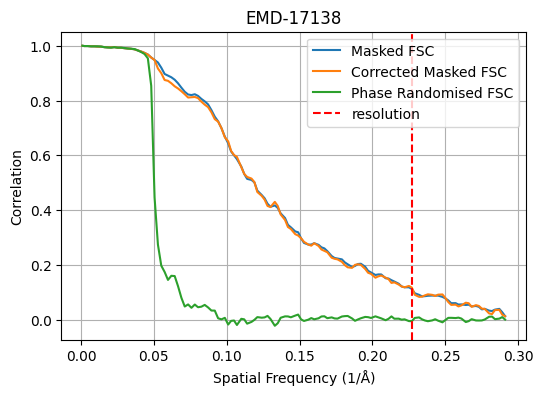 EMD-17138
Masked FSC
Corrected Masked FSC
Phase Randomised FSC
resolution
Correlation
1.0
0.8
0.6
0.4
0.2
0.0
0.00 0.05 0.10 0.15 0.20 0.25 0.30
Spatial Frequency (1/Å)